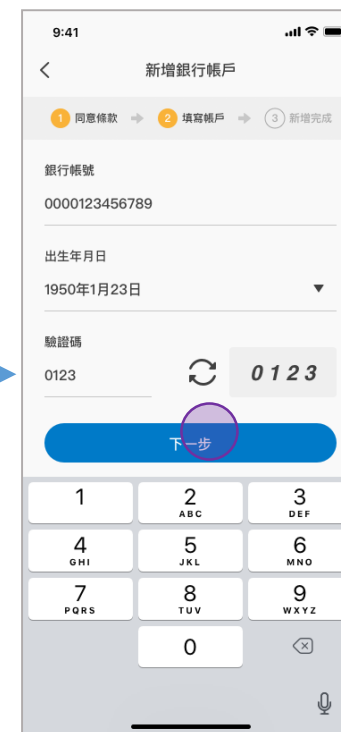 9:41
新增銀行帳戶
1 同意條款 2 填寫帳戶 3 新增完成
銀行帳號
0000123456789
出生年月日
1950年1月23日
驗證碼
0123 0123
下一步
1 2 3
ABC DEF
4 5 6
GHI JKL MNO
7 8 9
PQRS TUV WXYZ
0